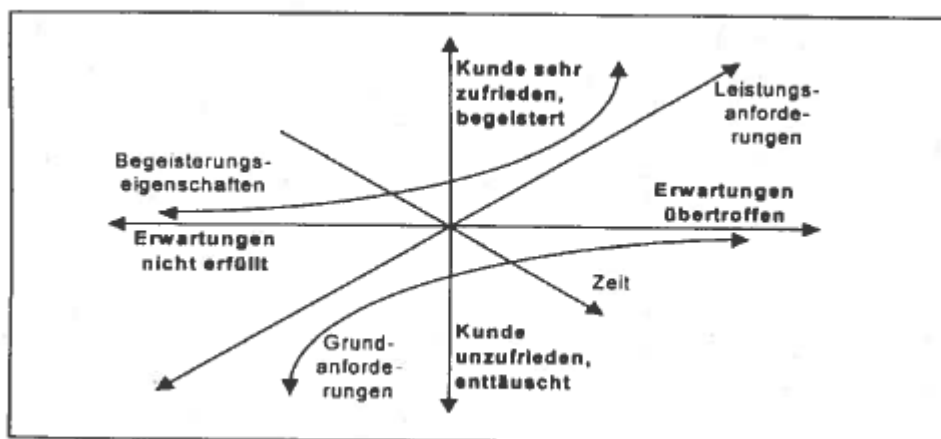 Kunde sehr
zufrieden,
begeistert
Leistungs-
anforde-
rungen
Begeisterungs-
eigenschaften
Erwartungen
übertroffen
Erwartungen
nicht erfüllt
Zeit
Grund-
anforde-
rungen
Kunde
unzufrieden,
enttäuscht